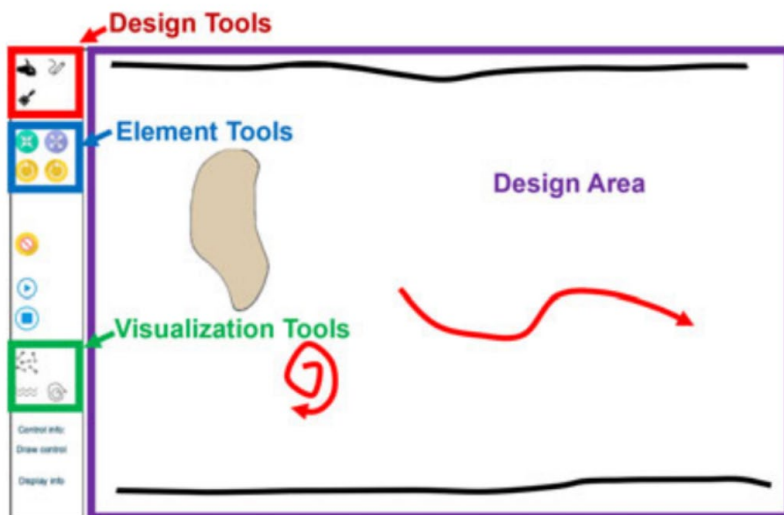 Design Tools
Element Tools
Design Area
Visualization Tools
Control info:
Draw control
Display info